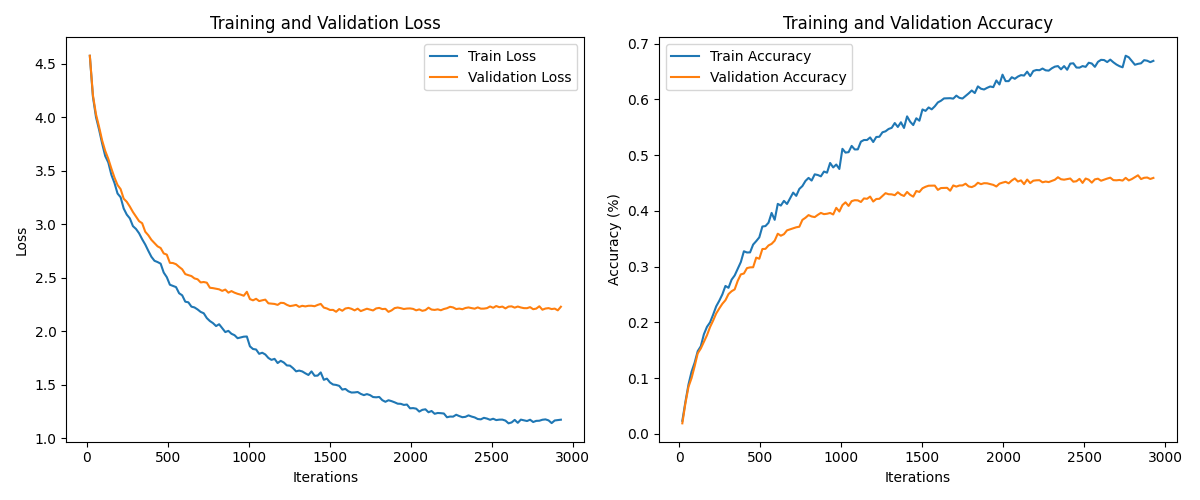 Training and Validation Loss
Train Loss
Validation Loss
4.5
4.0
3.5
3.0
2.5
2.0
1.5
1.0
Loss
0 500 1000 1500 2000 2500 3000
Iterations
Training and Validation Accuracy
Train Accuracy
Validation Accuracy
0.7
0.6
0.5
0.4
0.3
0.2
0.1
0.0
Accuracy (%)
0 500 1000 1500 2000 2500 3000
Iterations